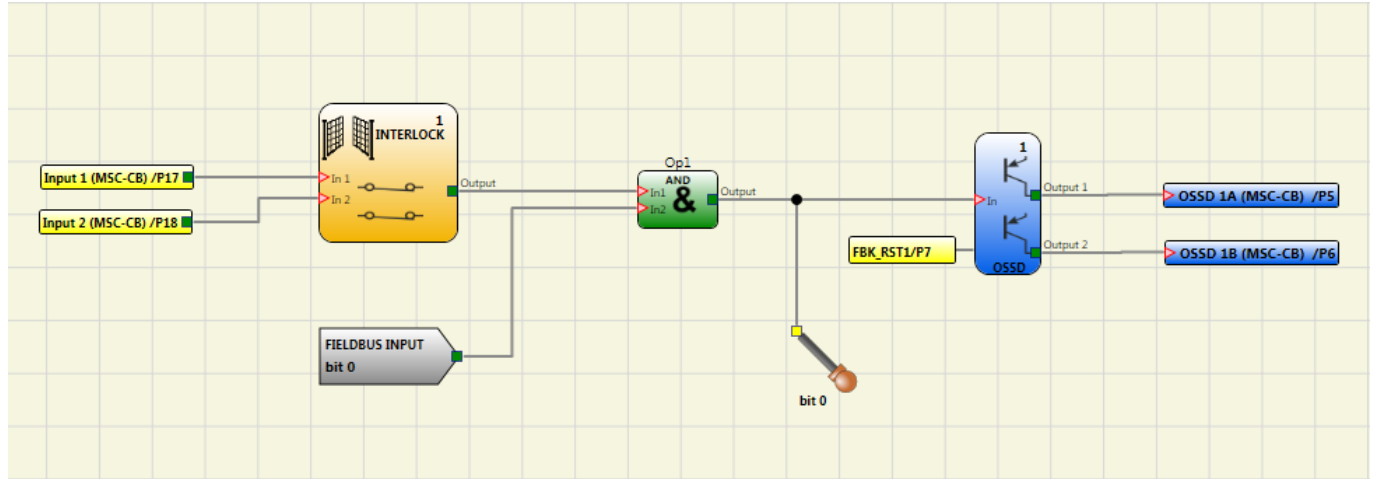 Input 1 (MSC-CB) /P17
Input 2 (MSC-CB) /P18
1
INTERLOCK
In 1
In 2
Output
FIELDBUS INPUT
bit 0
Op1
AND
&
In1
In2
Output
bit 0
FBK_RST1/P7
1
In
OSSD
Output 1
Output 2
OSSD 1A (MSC-CB) /P5
OSSD 1B (MSC-CB) /P6